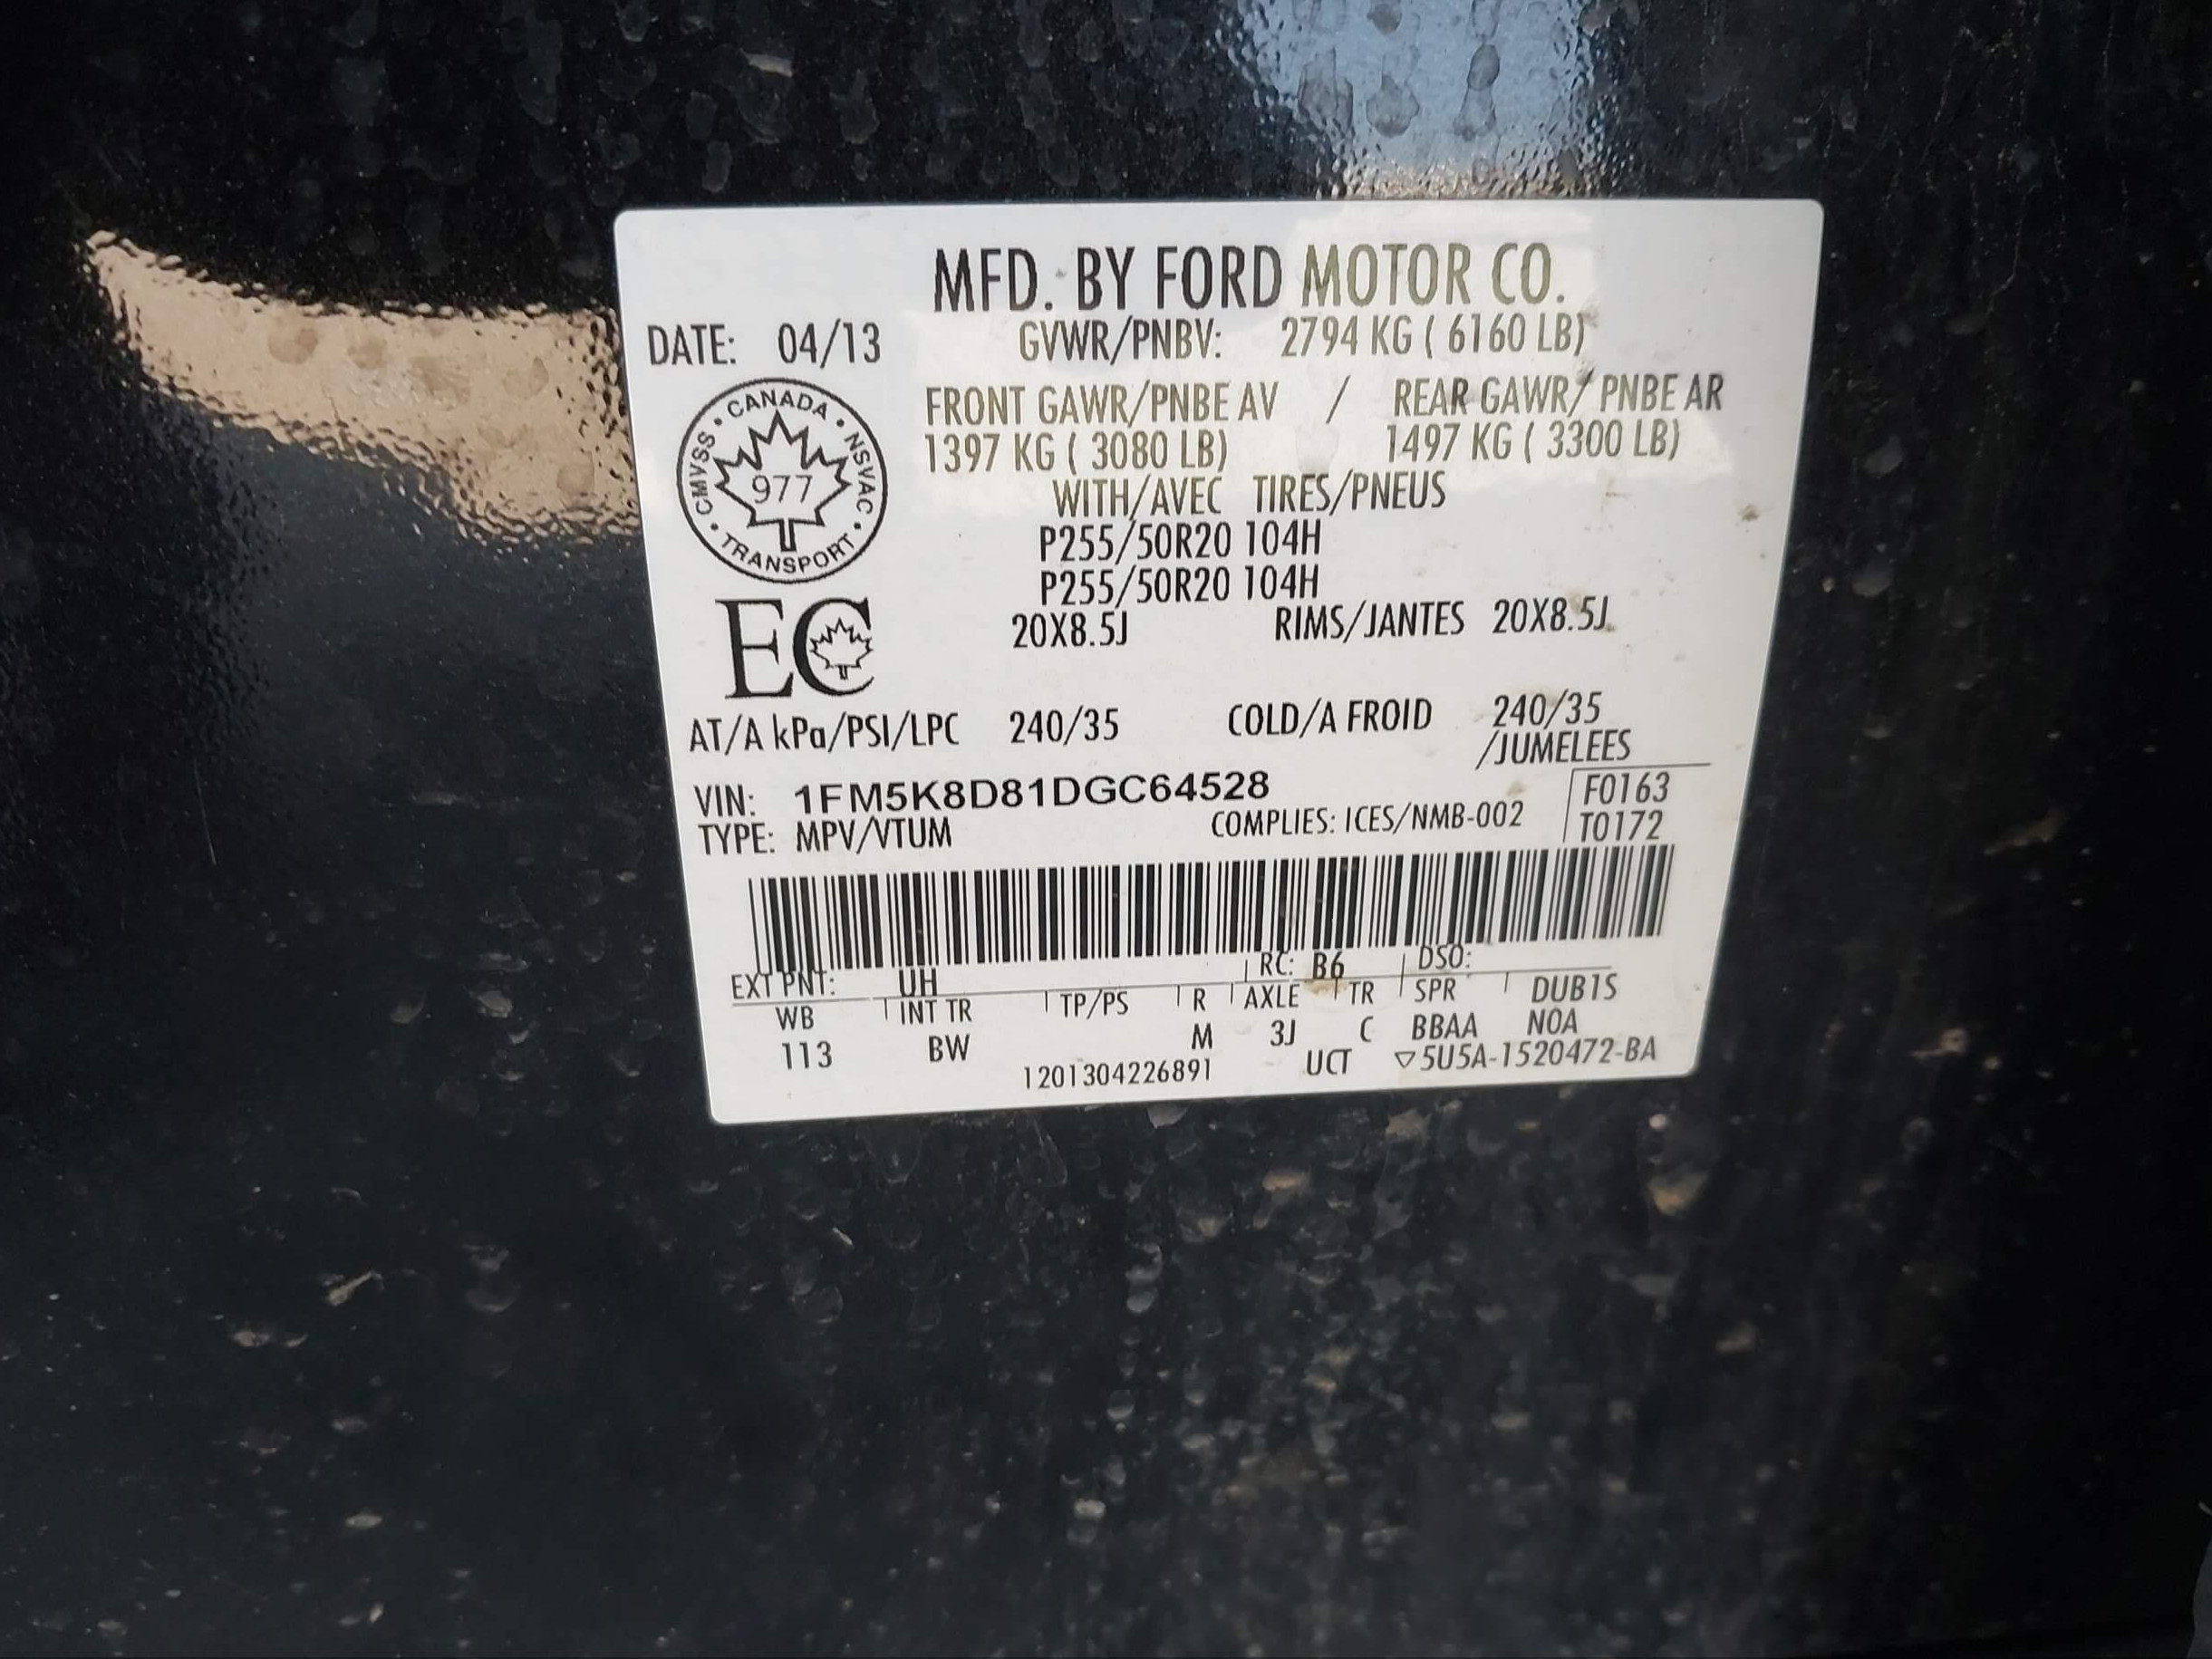 MFD. BY FORD MOTOR CO.
DATE: 04/13 GVWR/PNBV: 2794 KG ( 6160 LB)
FRONT GAWR/PNBE AV / REAR GAWR/ PNBE AR
1397 KG ( 3080 LB) 1497 KG ( 3300 LB)
WITH/AVEC TIRES/PNEUS
P255/50R20 104H
P255/50R20 104H
20X8.5J RIMS/JANTES 20X8.5J
CANADA • NSVAC • TRANSPORT • CMVSS •
977
EC
AT/A kPa/PSI/LPC 240/35 COLD/A FROID 240/35
/JUMELEES
VIN: 1FM5K8D81DGC64528 F0163
TYPE: MPV/VTUM COMPLIES: ICES/NMB-002 T0172
EXT PNT: UH RC: B6 DSO:
WB INT TR TP/PS R AXLE TR SPR DUB1S
113 BW M 3J C BBAA NOA
1201304226891 UCT ▽5U5A-1520472-BA